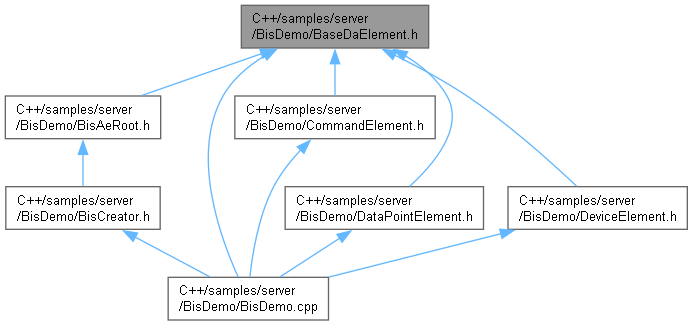 C++/samples/server
/BisDemo/BaseDaElement.h
C++/samples/server
/BisDemo/BisAeRoot.h
C++/samples/server
/BisDemo/CommandElement.h
C++/samples/server
/BisDemo/BisCreator.h
C++/samples/server
/BisDemo/DataPointElement.h
C++/samples/server
/BisDemo/DeviceElement.h
C++/samples/server
/BisDemo/BisDemo.cpp